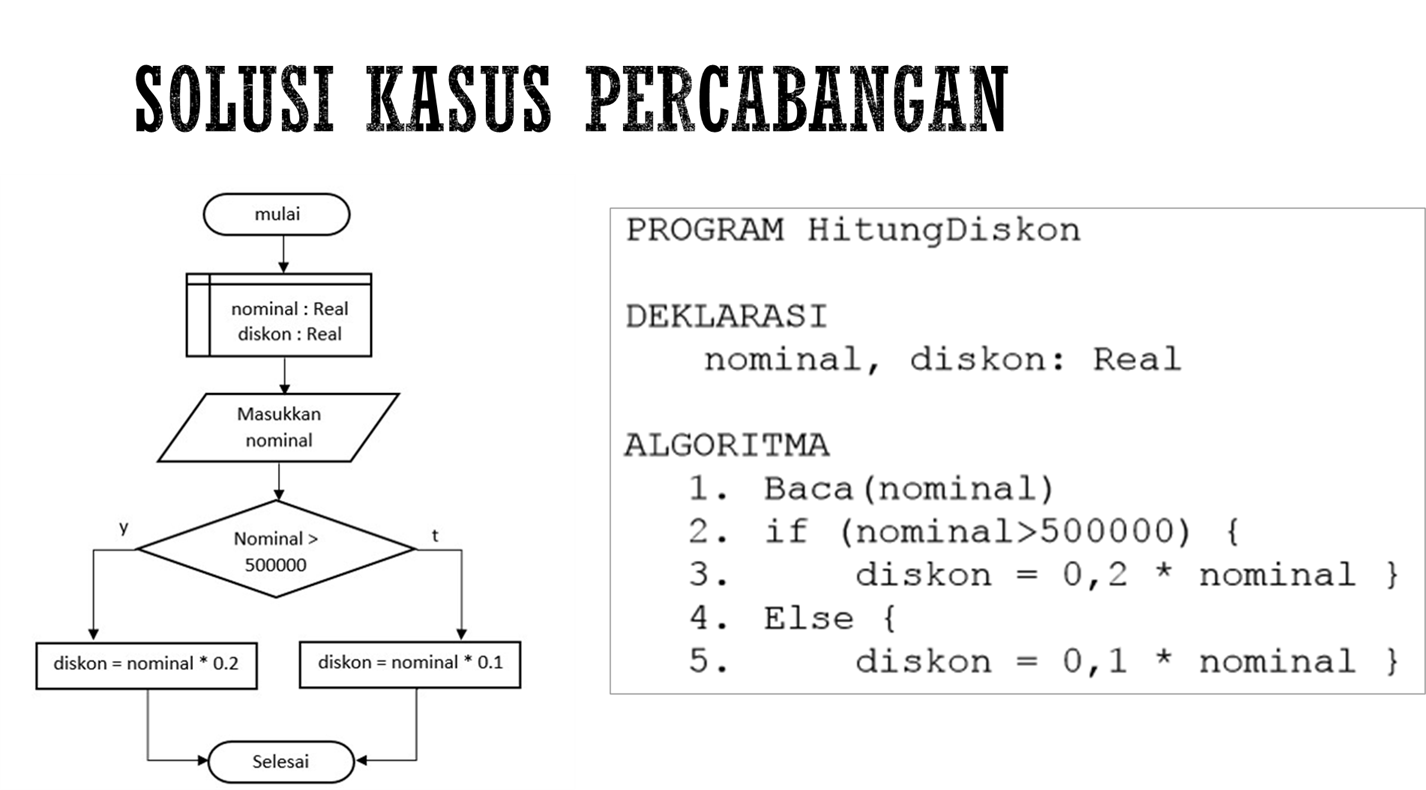 SOLUSI KASUS PERCABANGAN
mulai
nominal : Real
diskon : Real
Masukkan
nominal
y
Nominal >
500000
t
diskon = nominal * 0.2
diskon = nominal * 0.1
Selesai
PROGRAM HitungDiskon
DEKLARASI
nominal, diskon: Real
ALGORITMA
1. Baca(nominal)
2. if (nominal>500000) {
3. diskon = 0,2 * nominal }
4. Else {
5. diskon = 0,1 * nominal }